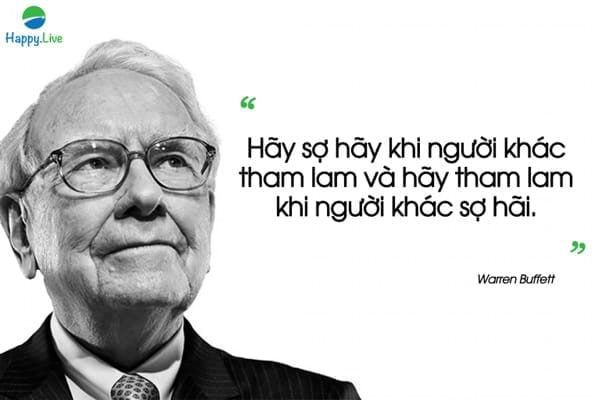 Happy.Live
“
Hãy sợ hãy khi người khác
tham lam và hãy tham lam
khi người khác sợ hãi.
”
Warren Buffett